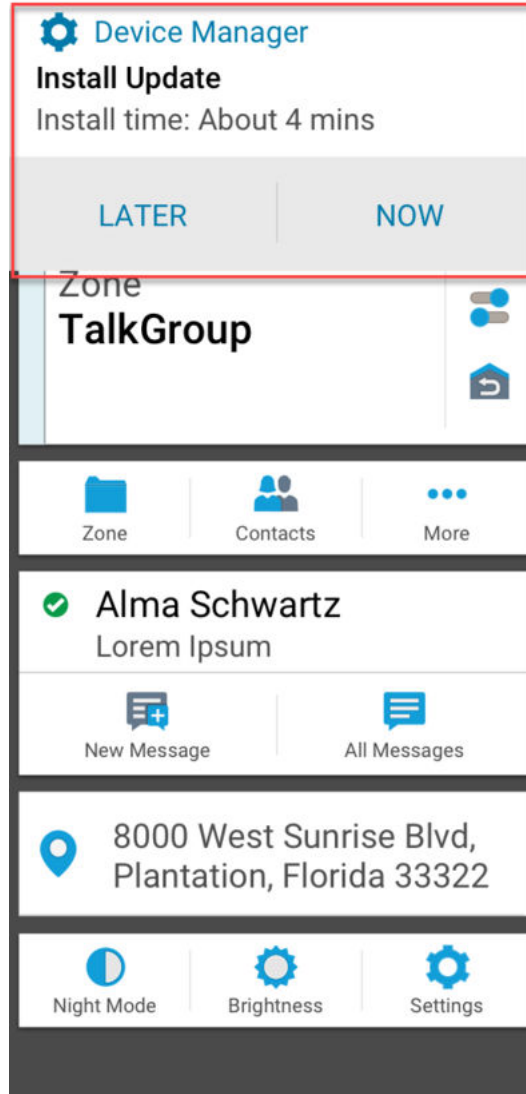 Device Manager
Install Update
Install time: About 4 mins
LATER NOW
Zone
TalkGroup
Zone Contacts More
Alma Schwartz
Lorem Ipsum
New Message All Messages
8000 West Sunrise Blvd,
Plantation, Florida 33322
Night Mode Brightness Settings